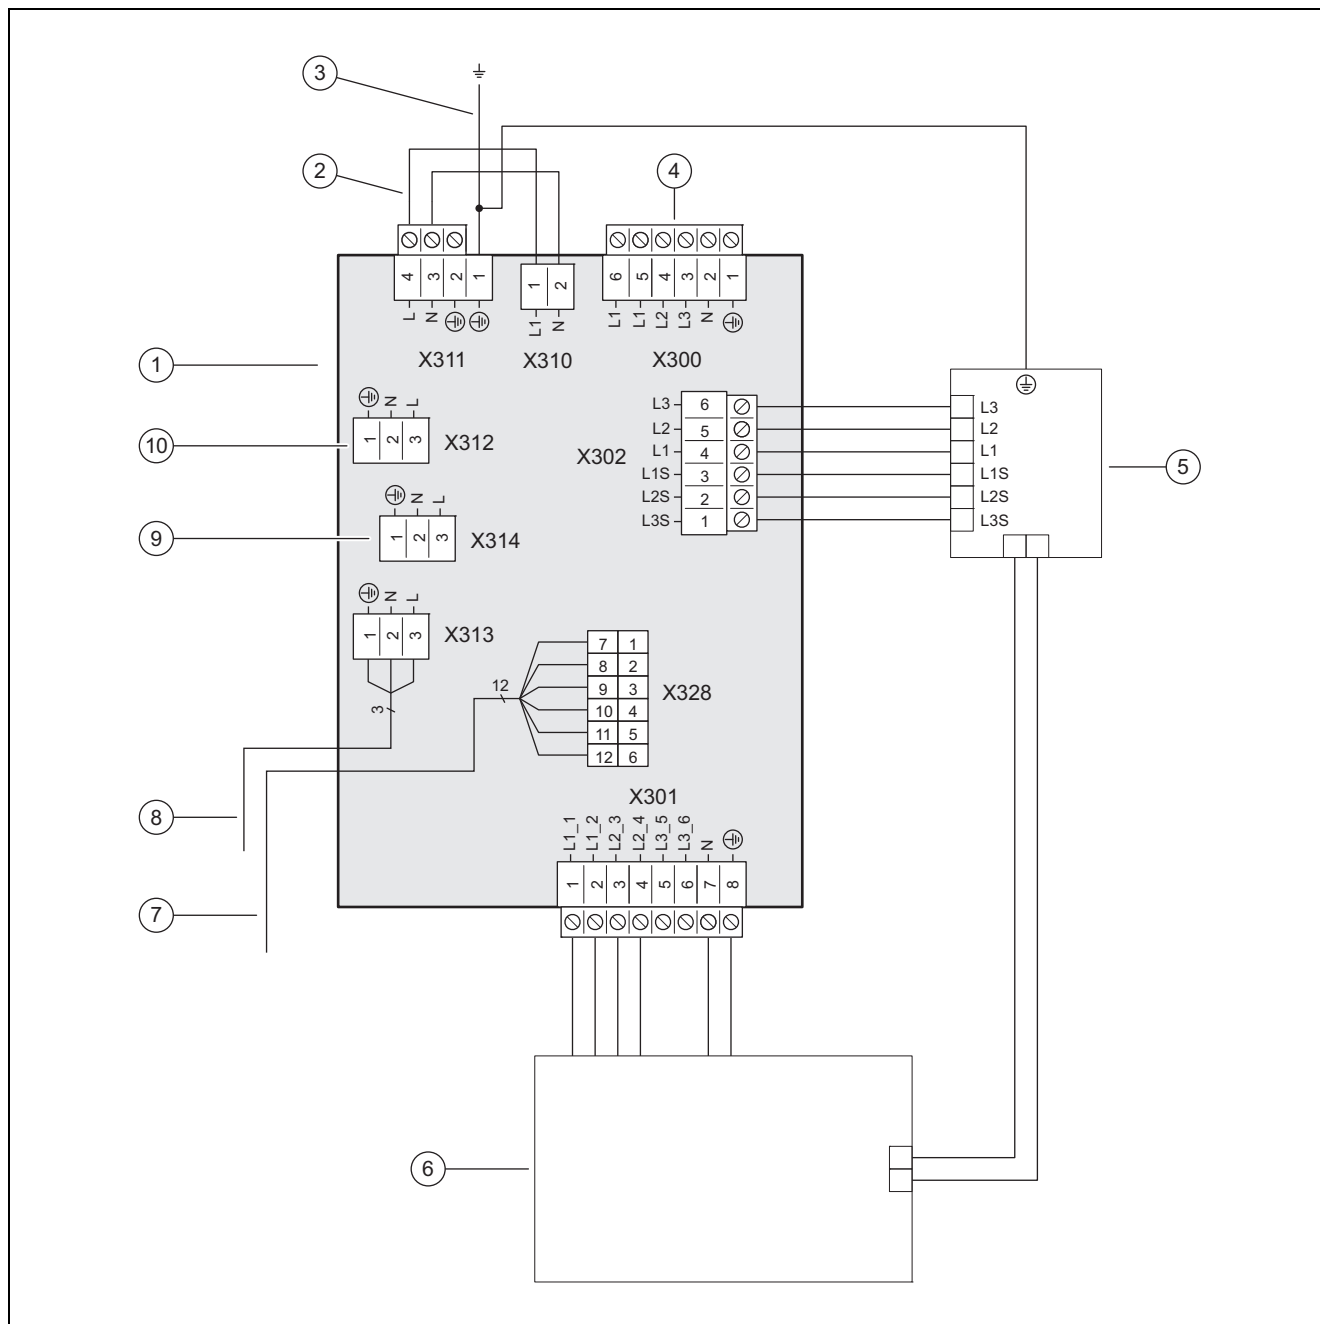 3
2
4
4 3 2 1
L N
X311
1 2
L1 N
X310
6 5 4 3 2 1
L1 L1 L2 L3 N
X300
1
10
N L
1 2 3
X312
X302
L3 6
L2 5
L1 4
L1S 3
L2S 2
L3S 1
L3
L2
L1
L1S
L2S
L3S
5
9
N L
1 2 3
X314
N L
1 2 3
X313
3
12
7 1
8 2
9 3
10 4
11 5
12 6
X328
8
7
X301
L1_1 L1_2 L2_3 L2_4 L3_5 L3_6 N
1 2 3 4 5 6 7 8
6